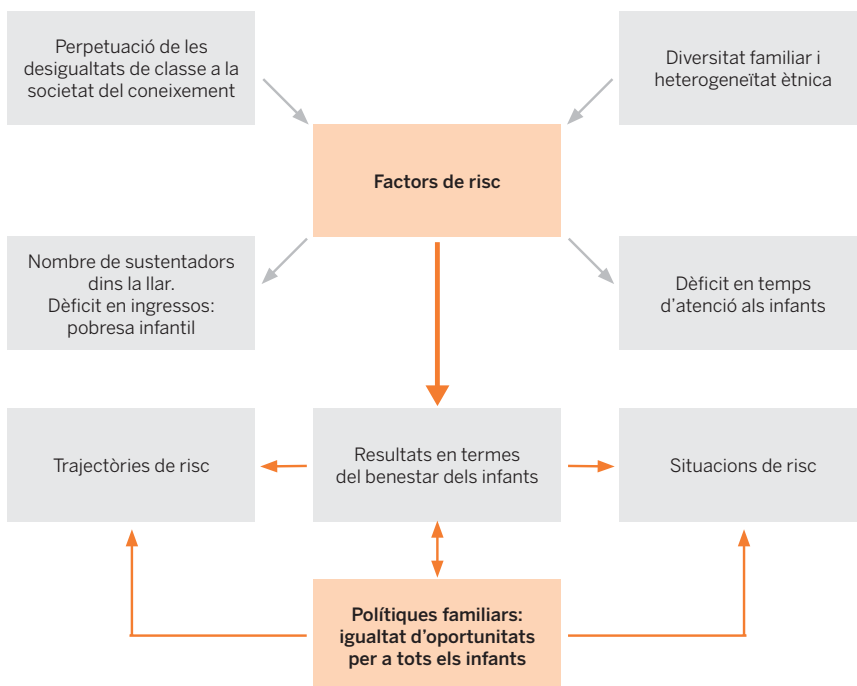 Perpetuació de les
desigualtats de classe a la
societat del coneixement
Diversitat familiar i
heterogeneïtat ètnica
Factors de risc
Nombre de sustentadors
dins la llar.
Dèficit en ingressos:
pobresa infantil
Dèficit en temps
d’atenció als infants
Trajectòries de risc
Resultats en termes
del benestar dels infants
Situacions de risc
Polítiques familiars:
igualtat d’oportunitats
per a tots els infants